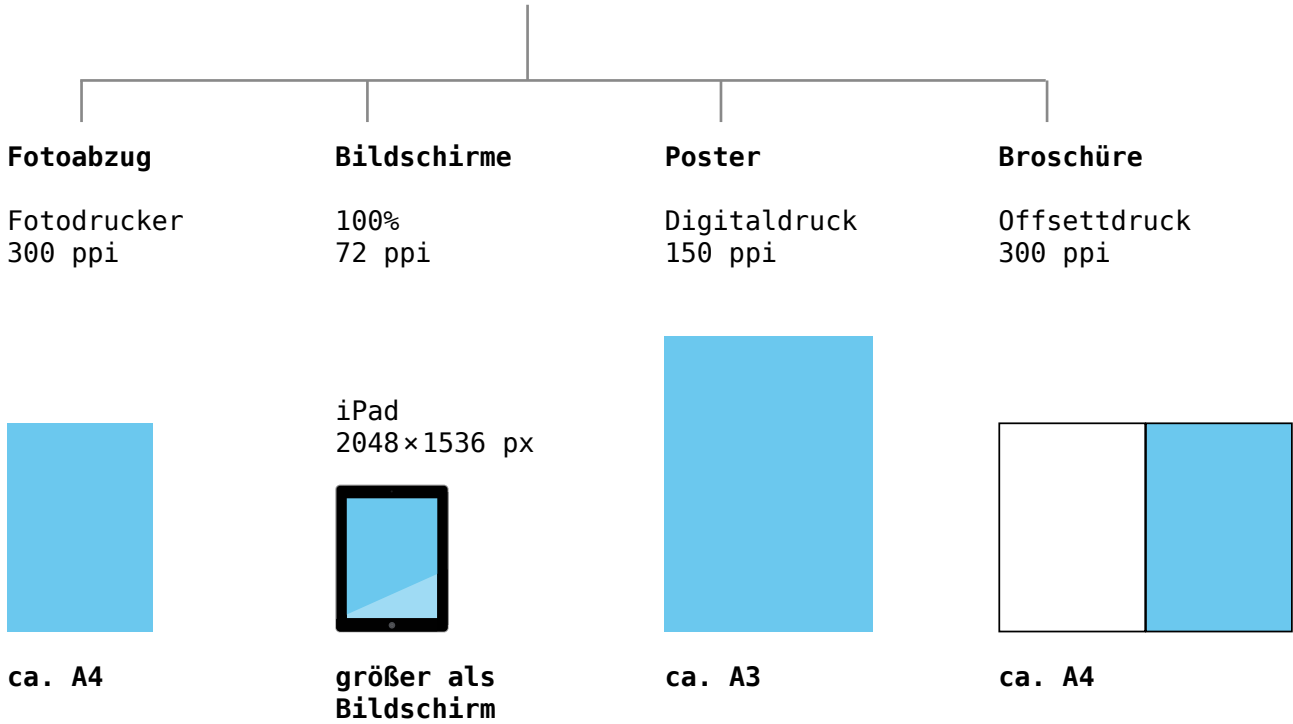 Fotoabzug
Fotodrucker
300 ppi
ca. A4
Bildschirme
100%
72 ppi
iPad
2048×1536 px
größer als
Bildschirm
Poster
Digitaldruck
150 ppi
ca. A3
Broschüre
Offsettdruck
300 ppi
ca. A4